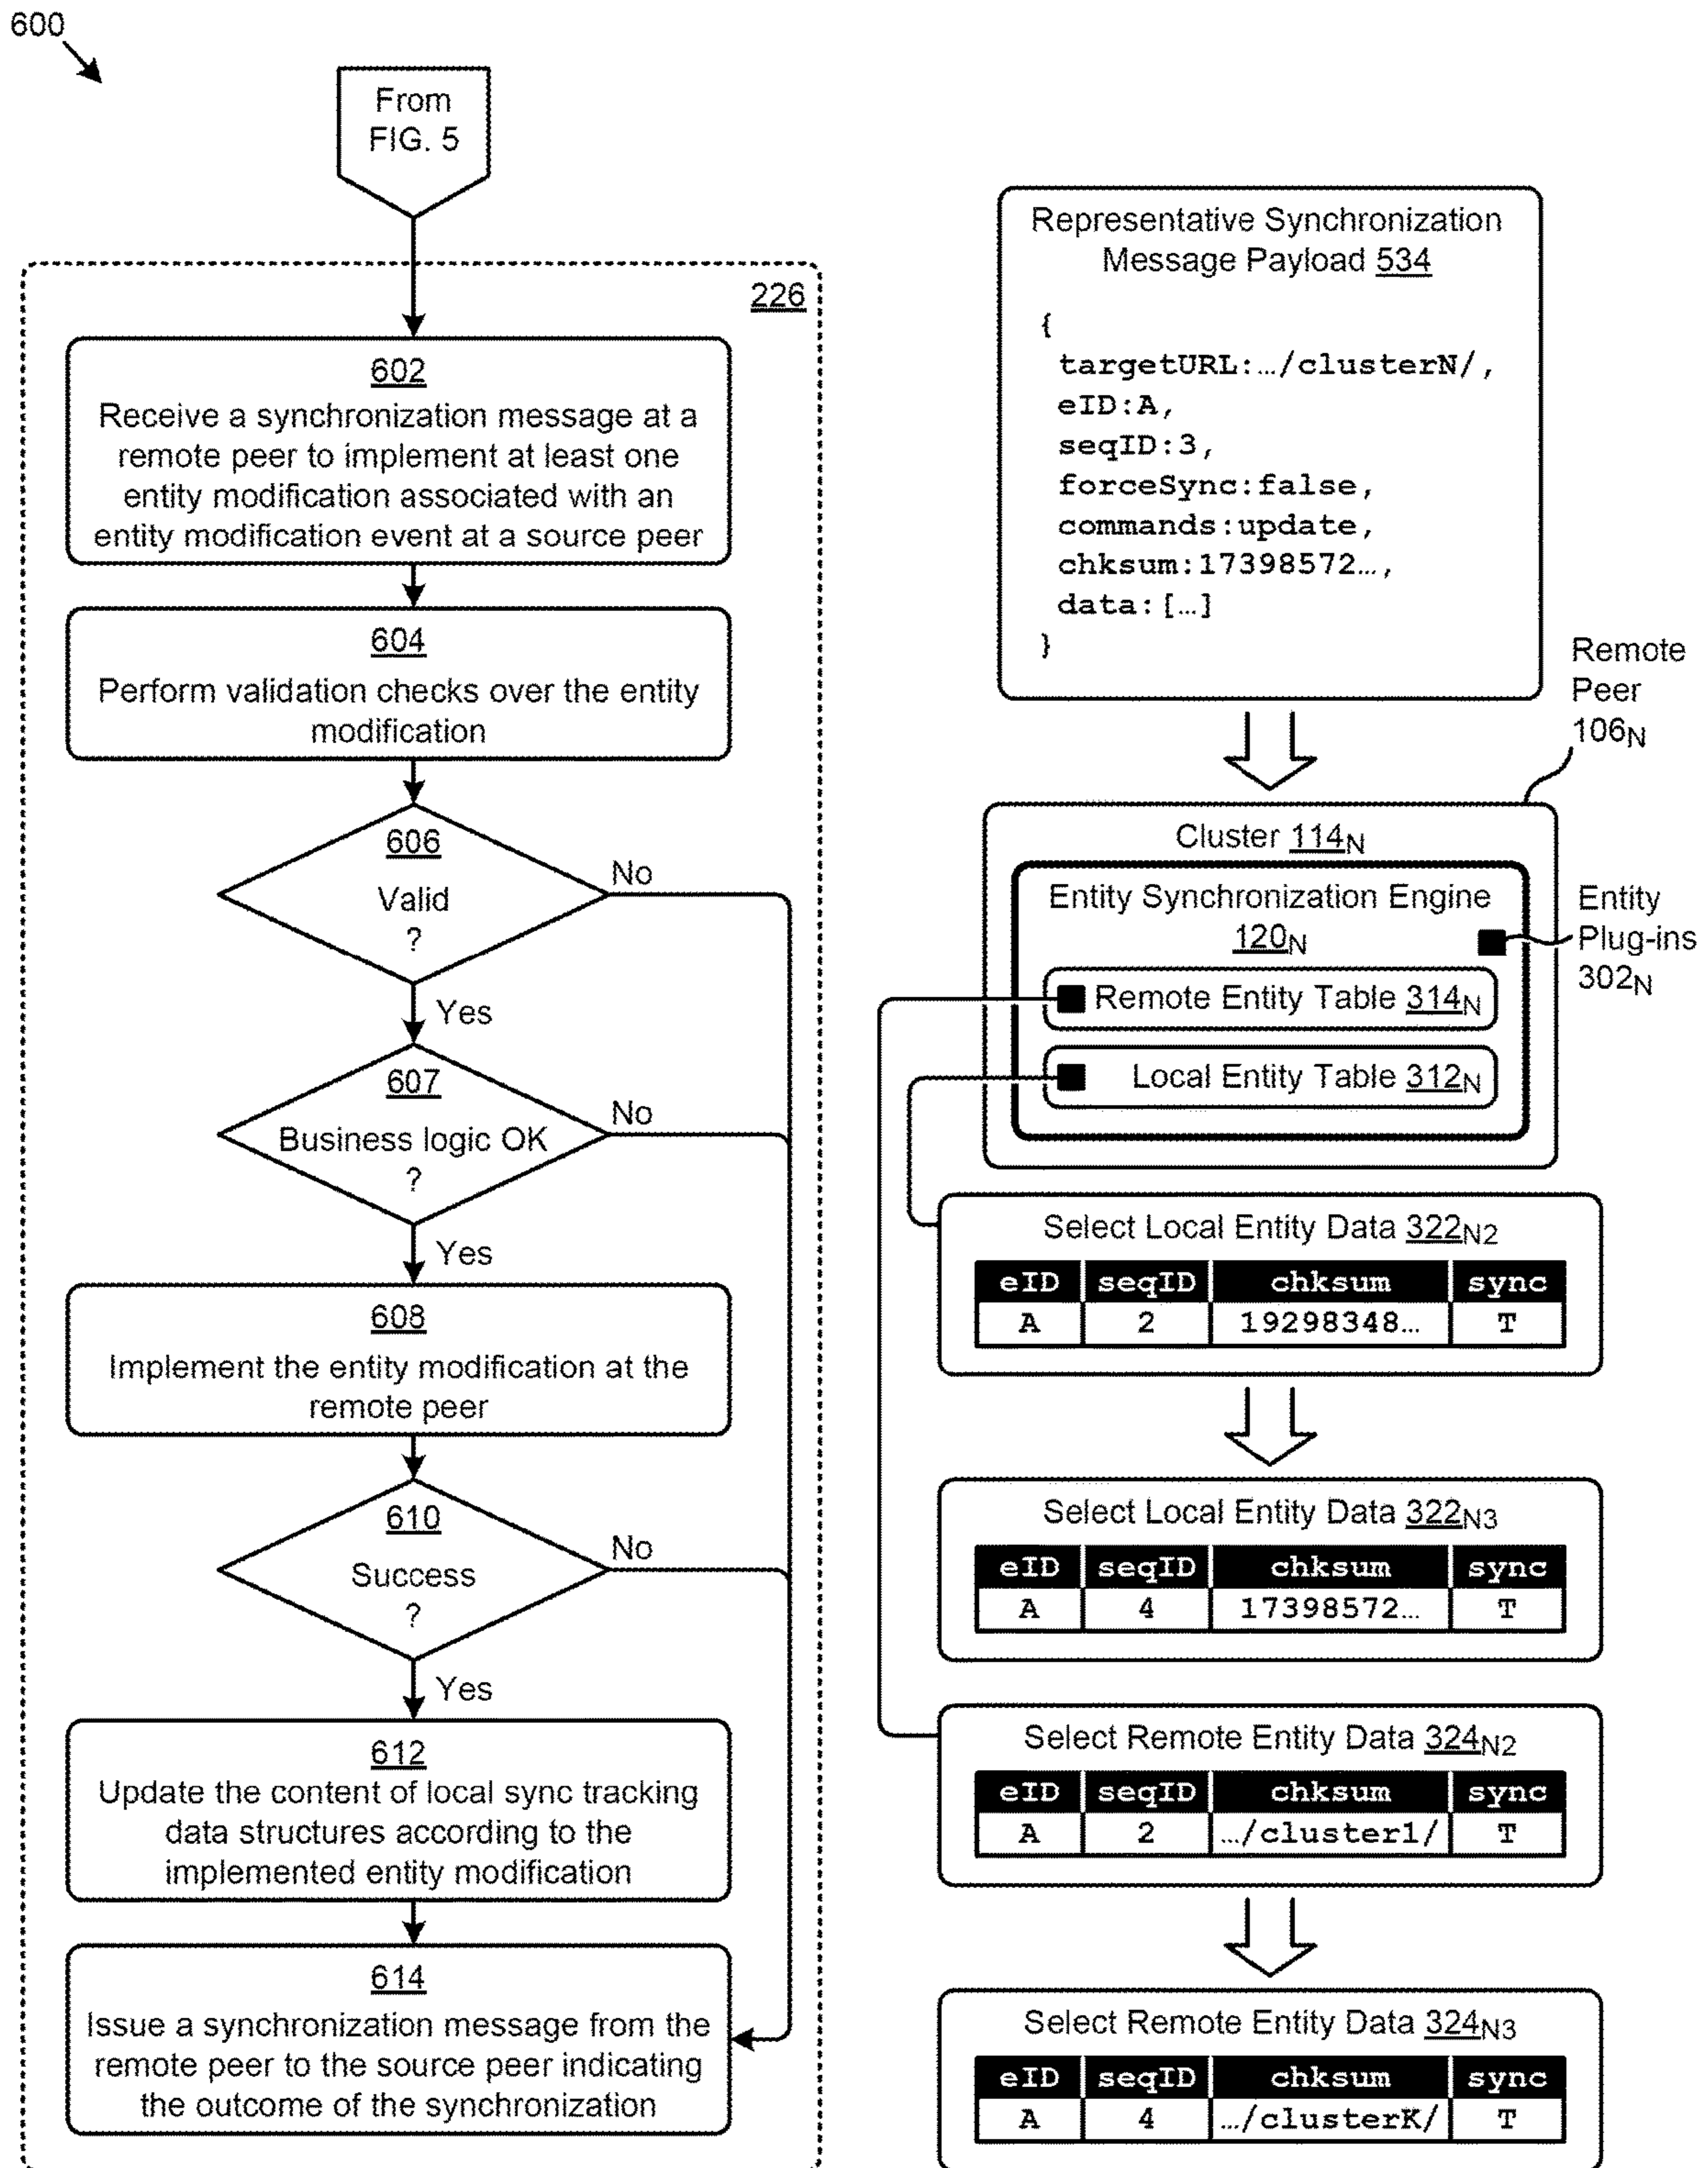 600
From
FIG. 5
226
602
Receive a synchronization message at a
remote peer to implement at least one
entity modification associated with an
entity modification event at a source peer
604
Perform validation checks over the entity
modification
606
Valid
?
No
Yes
607
Business logic OK
?
No
Yes
608
Implement the entity modification at the
remote peer
610
Success
?
No
Yes
612
Update the content of local sync tracking
data structures according to the
implemented entity modification
614
Issue a synchronization message from the
remote peer to the source peer indicating
the outcome of the synchronization
Representative Synchronization
Message Payload 534
{
targetURL:…/clusterN/,
eID:A,
seqID:3,
forceSync:false,
commands:update,
chksum:17398572…,
data:[…]
}
Remote
Peer
106N
Cluster 114N
Entity Synchronization Engine
120N
Entity
Plug-ins
302N
Remote Entity Table 314N
Local Entity Table 312N
Select Local Entity Data 322N2
eID seqID chksum sync
A 2 19298348… T
Select Local Entity Data 322N3
eID seqID chksum sync
A 4 17398572… T
Select Remote Entity Data 324N2
eID seqID chksum sync
A 2 …/cluster1/ T
Select Remote Entity Data 324N3
eID seqID chksum sync
A 4 …/clusterK/ T